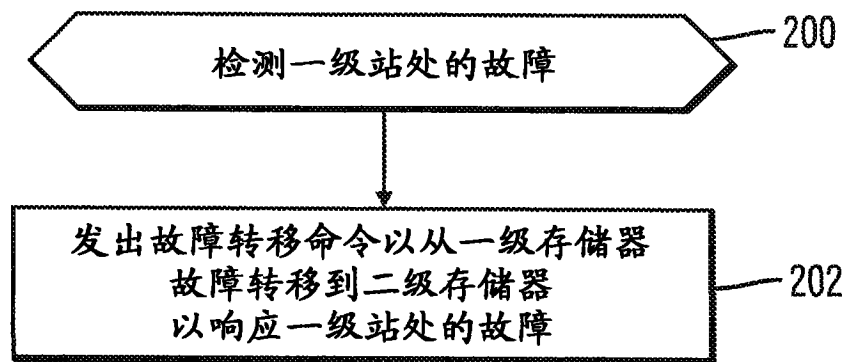 检测一级站处的故障
200
发出故障转移命令以从一级存储器
故障转移到二级存储器
以响应一级站处的故障
202